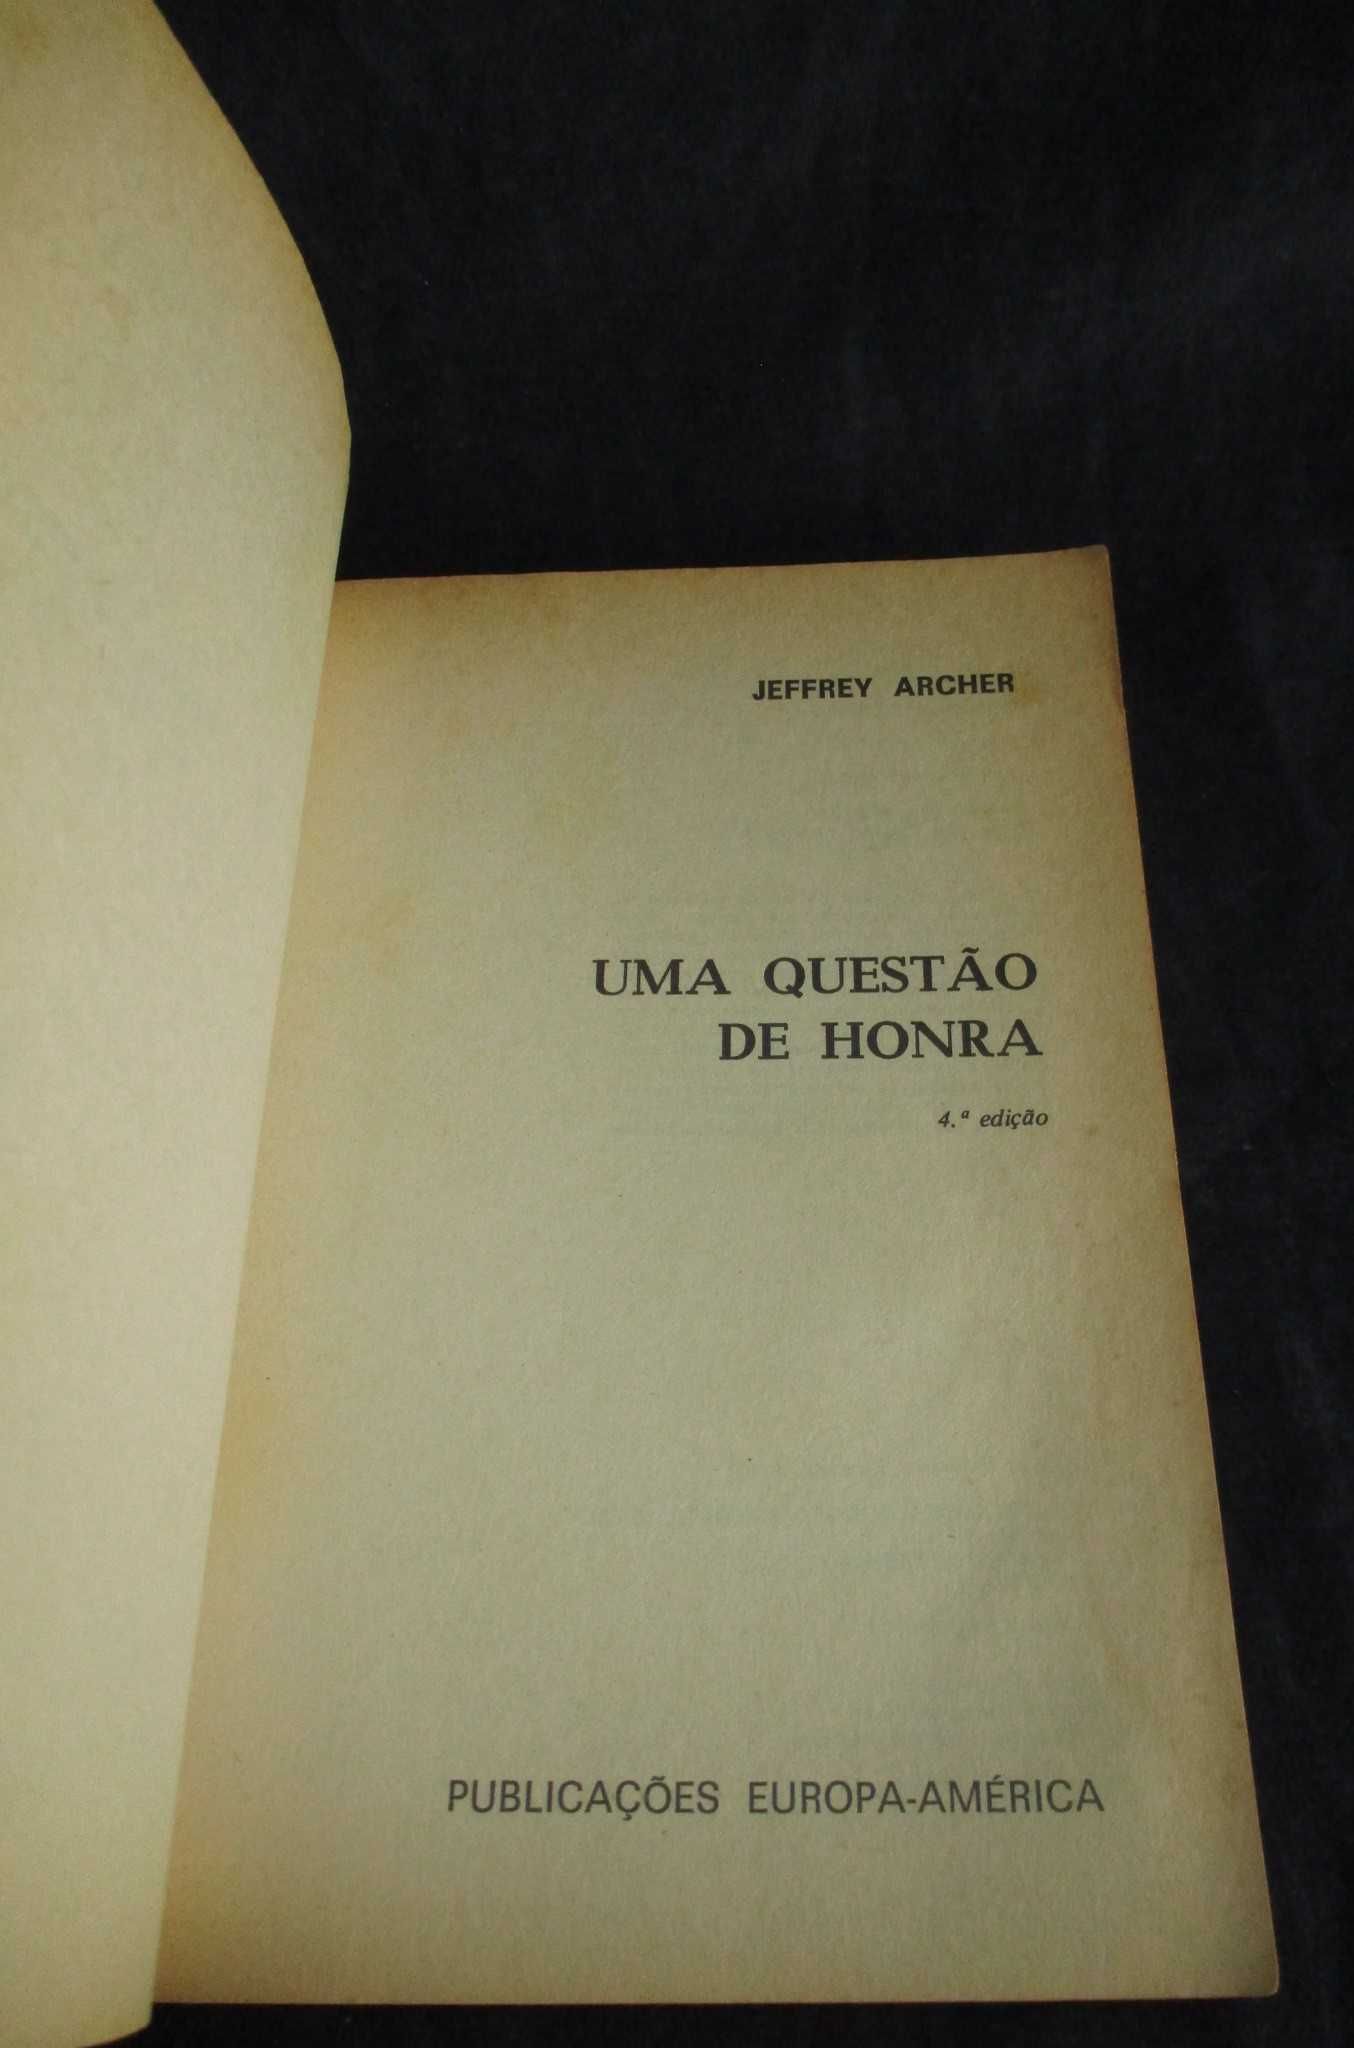 JEFFREY ARCHER
UMA QUESTÃO
DE HONRA
4.ª edição
PUBLICAÇÕES EUROPA-AMÉRICA